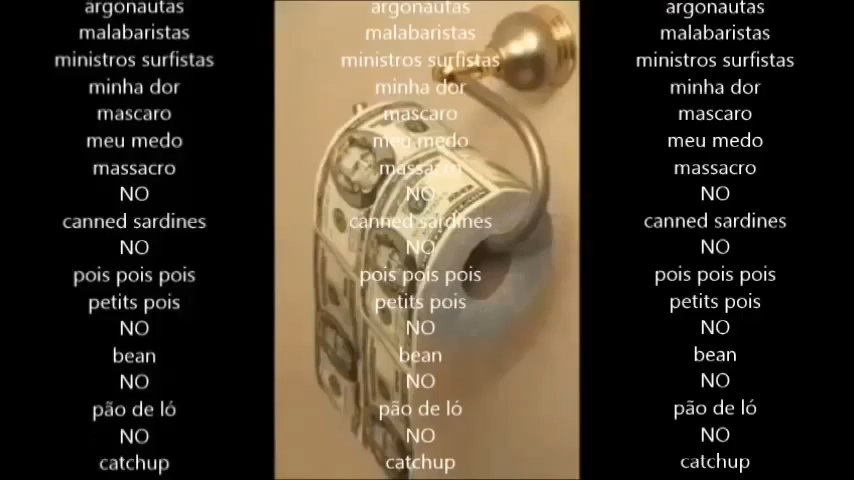 argonautas argonautas argonautas
malabaristas malabaristas malabaristas
ministros surfistas ministros surfistas ministros surfistas
minha dor minha dor minha dor
mascaro mascaro mascaro
meu medo meu medo meu medo
massacro massacro massacro
NO NO NO
canned sardines canned sardines canned sardines
NO NO NO
pois pois pois pois pois pois pois pois pois
petits pois petits pois petits pois
NO NO NO
bean bean bean
NO NO NO
pão de ló pão de ló pão de ló
NO NO NO
catchup catchup catchup